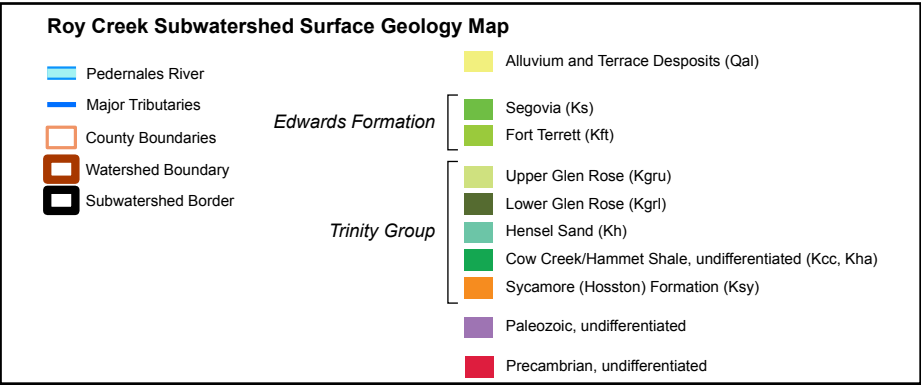 Roy Creek Subwatershed Surface Geology Map
Pedernales River
Major Tributaries
County Boundaries
Watershed Boundary
Subwatershed Border
Alluvium and Terrace Desposits (Qal)
Edwards Formation
Segovia (Ks)
Fort Terrett (Kft)
Trinity Group
Upper Glen Rose (Kgru)
Lower Glen Rose (Kgrl)
Hensel Sand (Kh)
Cow Creek/Hammet Shale, undifferentiated (Kcc, Kha)
Sycamore (Hosston) Formation (Ksy)
Paleozoic, undifferentiated
Precambrian, undifferentiated